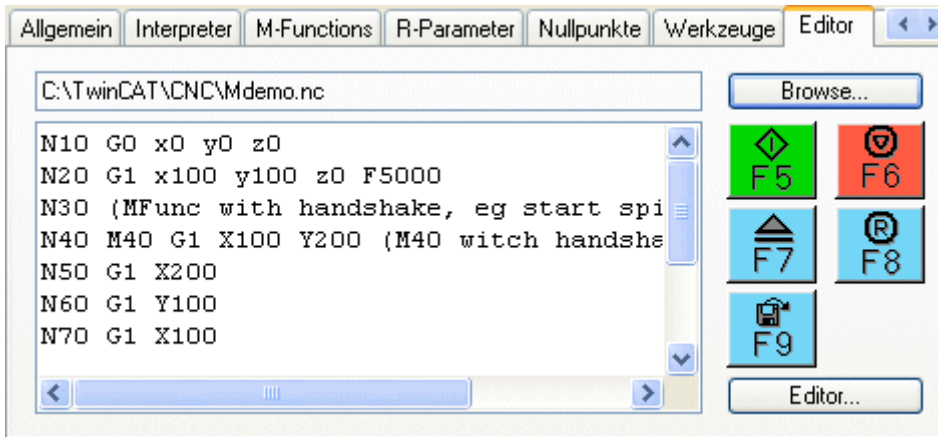 Allgemein Interpreter M-Functions R-Parameter Nullpunkte Werkzeuge Editor
C:\TwinCAT\CNC\Mdemo.nc
Browse...
N10 G0 x0 y0 z0
N20 G1 x100 y100 z0 F5000
N30 (MFunc with handshake, eg start spi
N40 M40 G1 X100 Y200 (M40 witch handsha
N50 G1 X200
N60 G1 Y100
N70 G1 X100
F5
F6
F7
R
F8
F9
Editor...